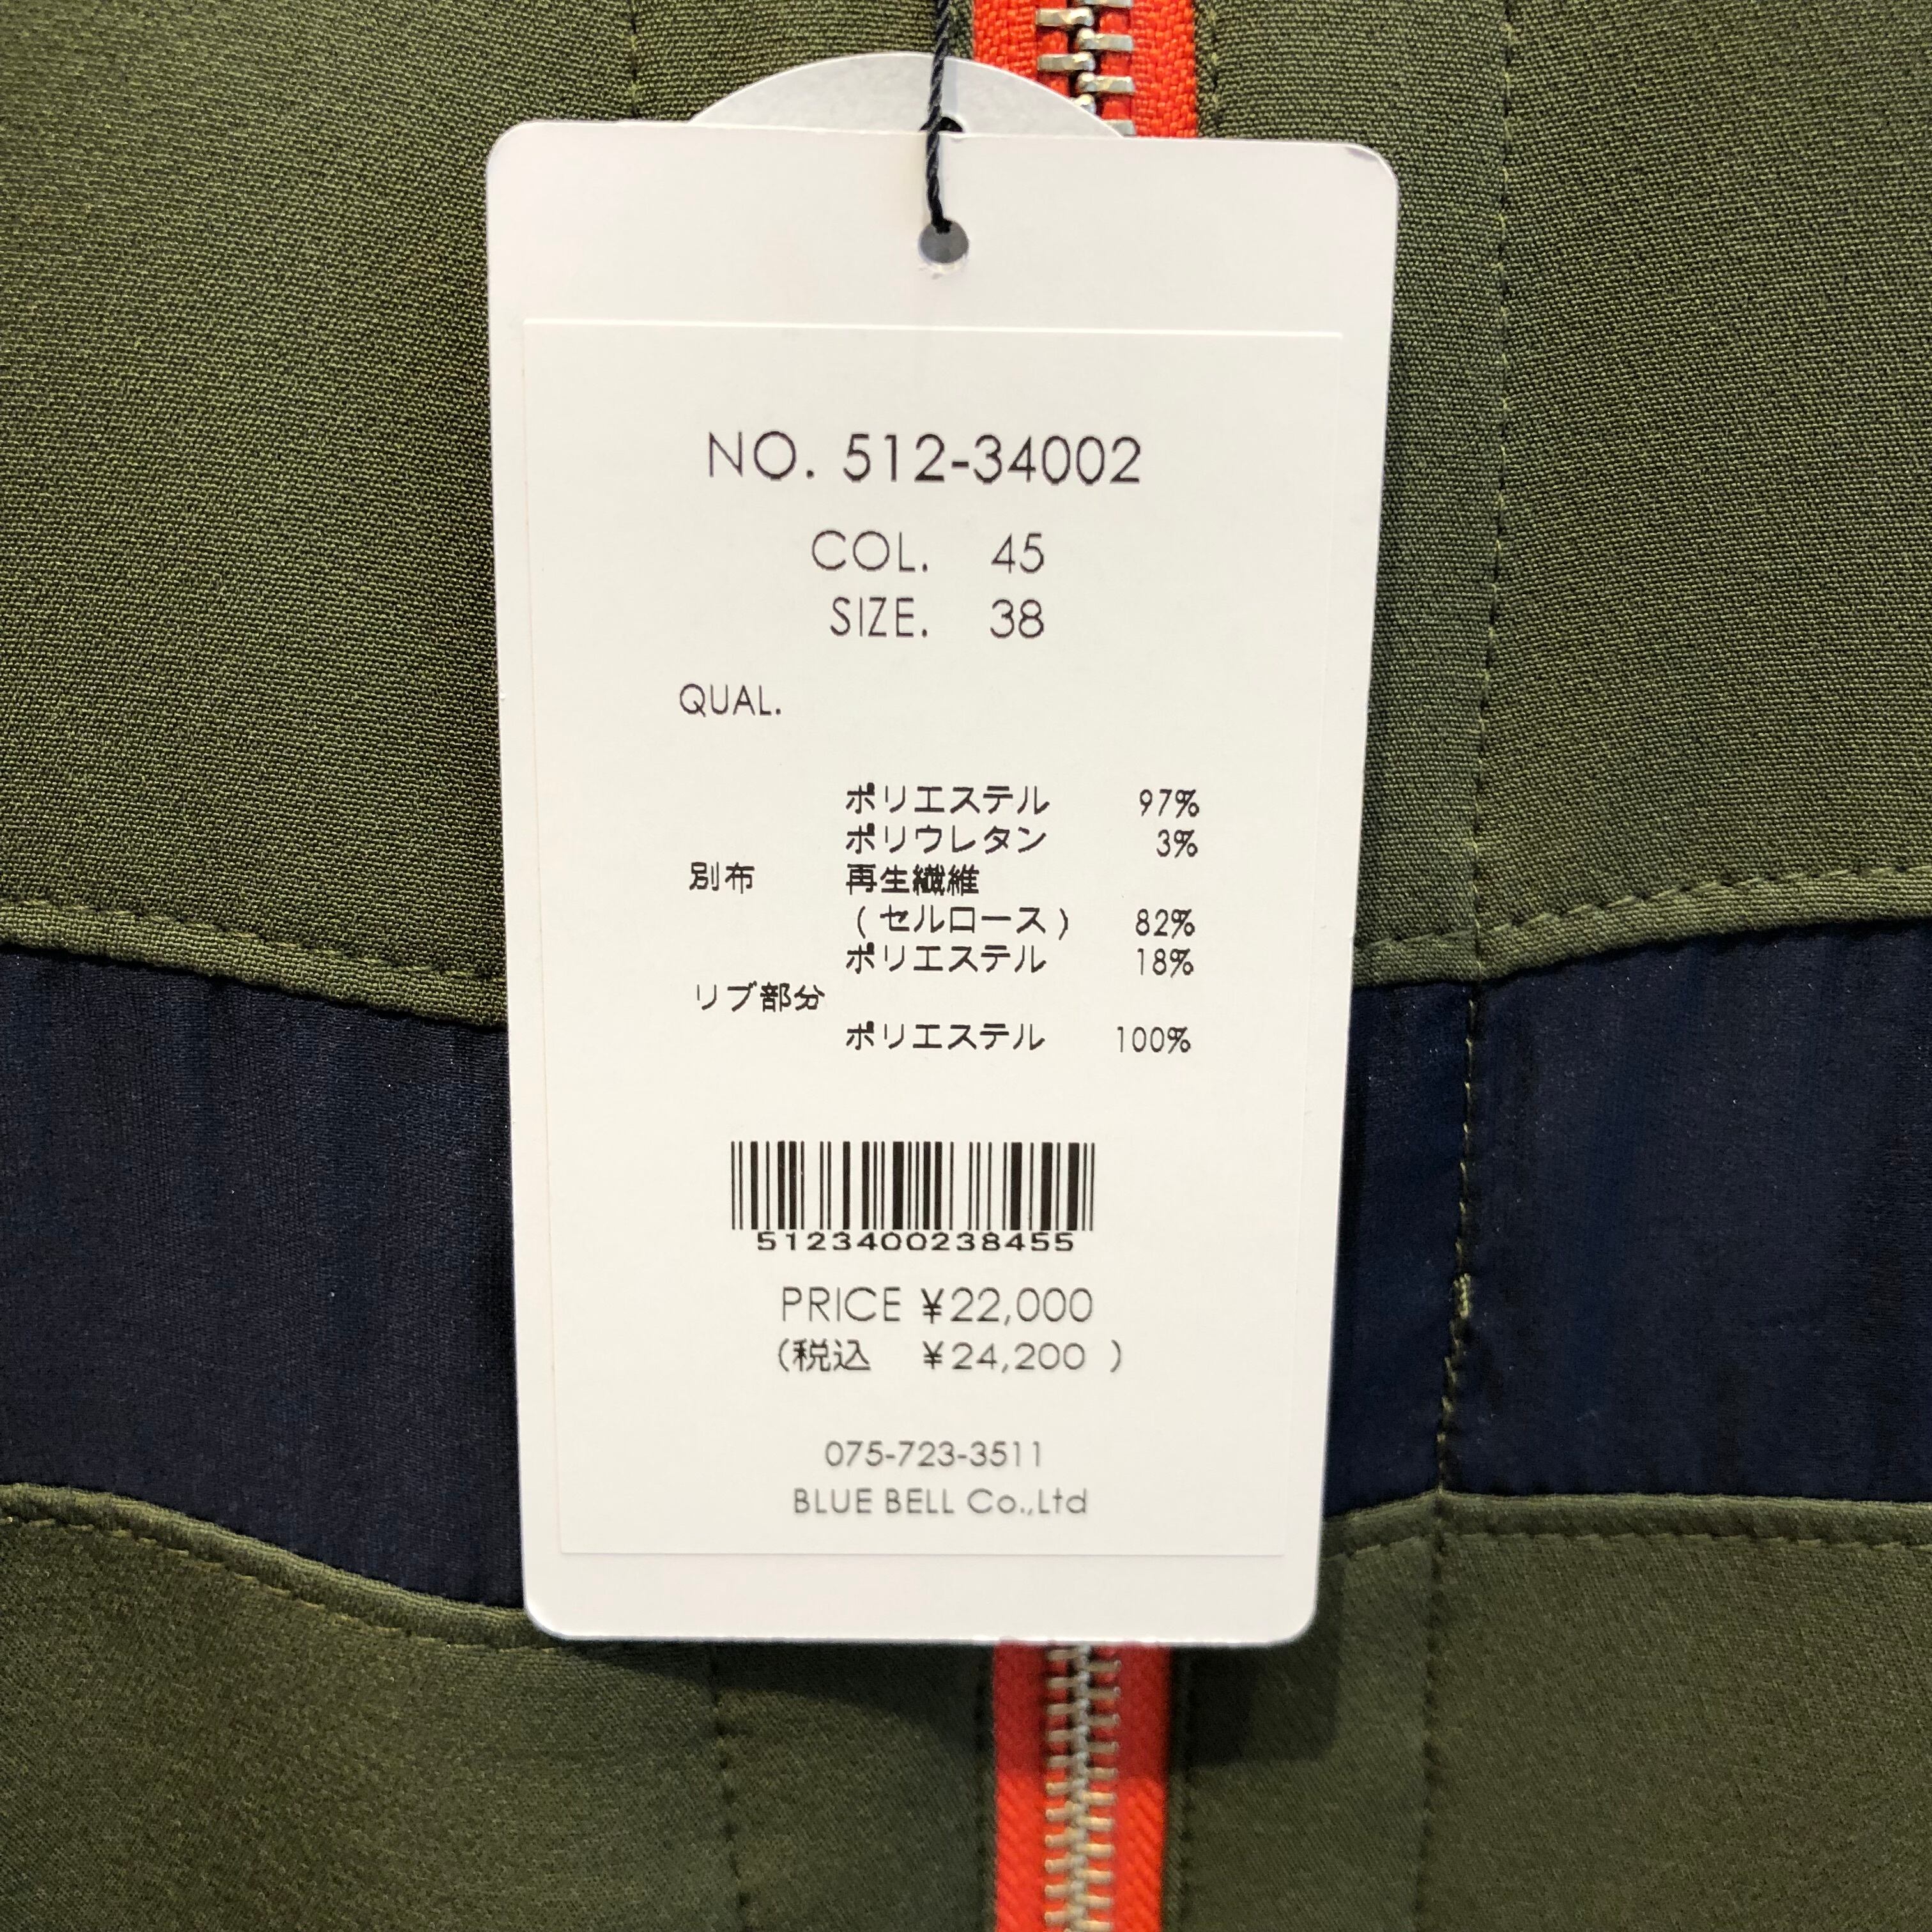 NO. 512-34002
COL. 45
SIZE. 38
QUAL.
ポリエステル 97%
ポリウレタン 3%
別布 再生繊維
(セルロース) 82%
ポリエステル 18%
リブ部分
ポリエステル 100%
5123400238455
PRICE ¥22,000
(税込 ¥24,200 )
075-723-3511
BLUE BELL Co.,Ltd